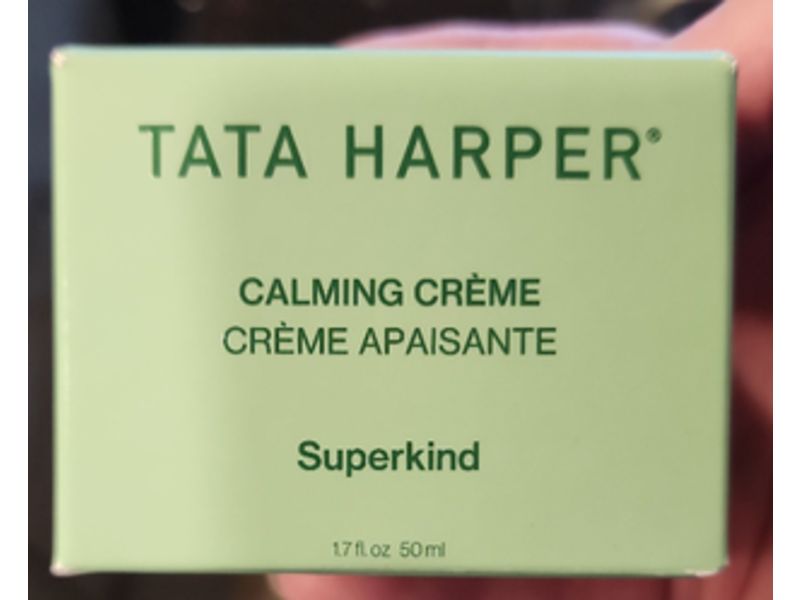 TATA HARPER®
CALMING CRÈME
CRÈME APAISANTE
Superkind
1.7 fl. oz 50 ml